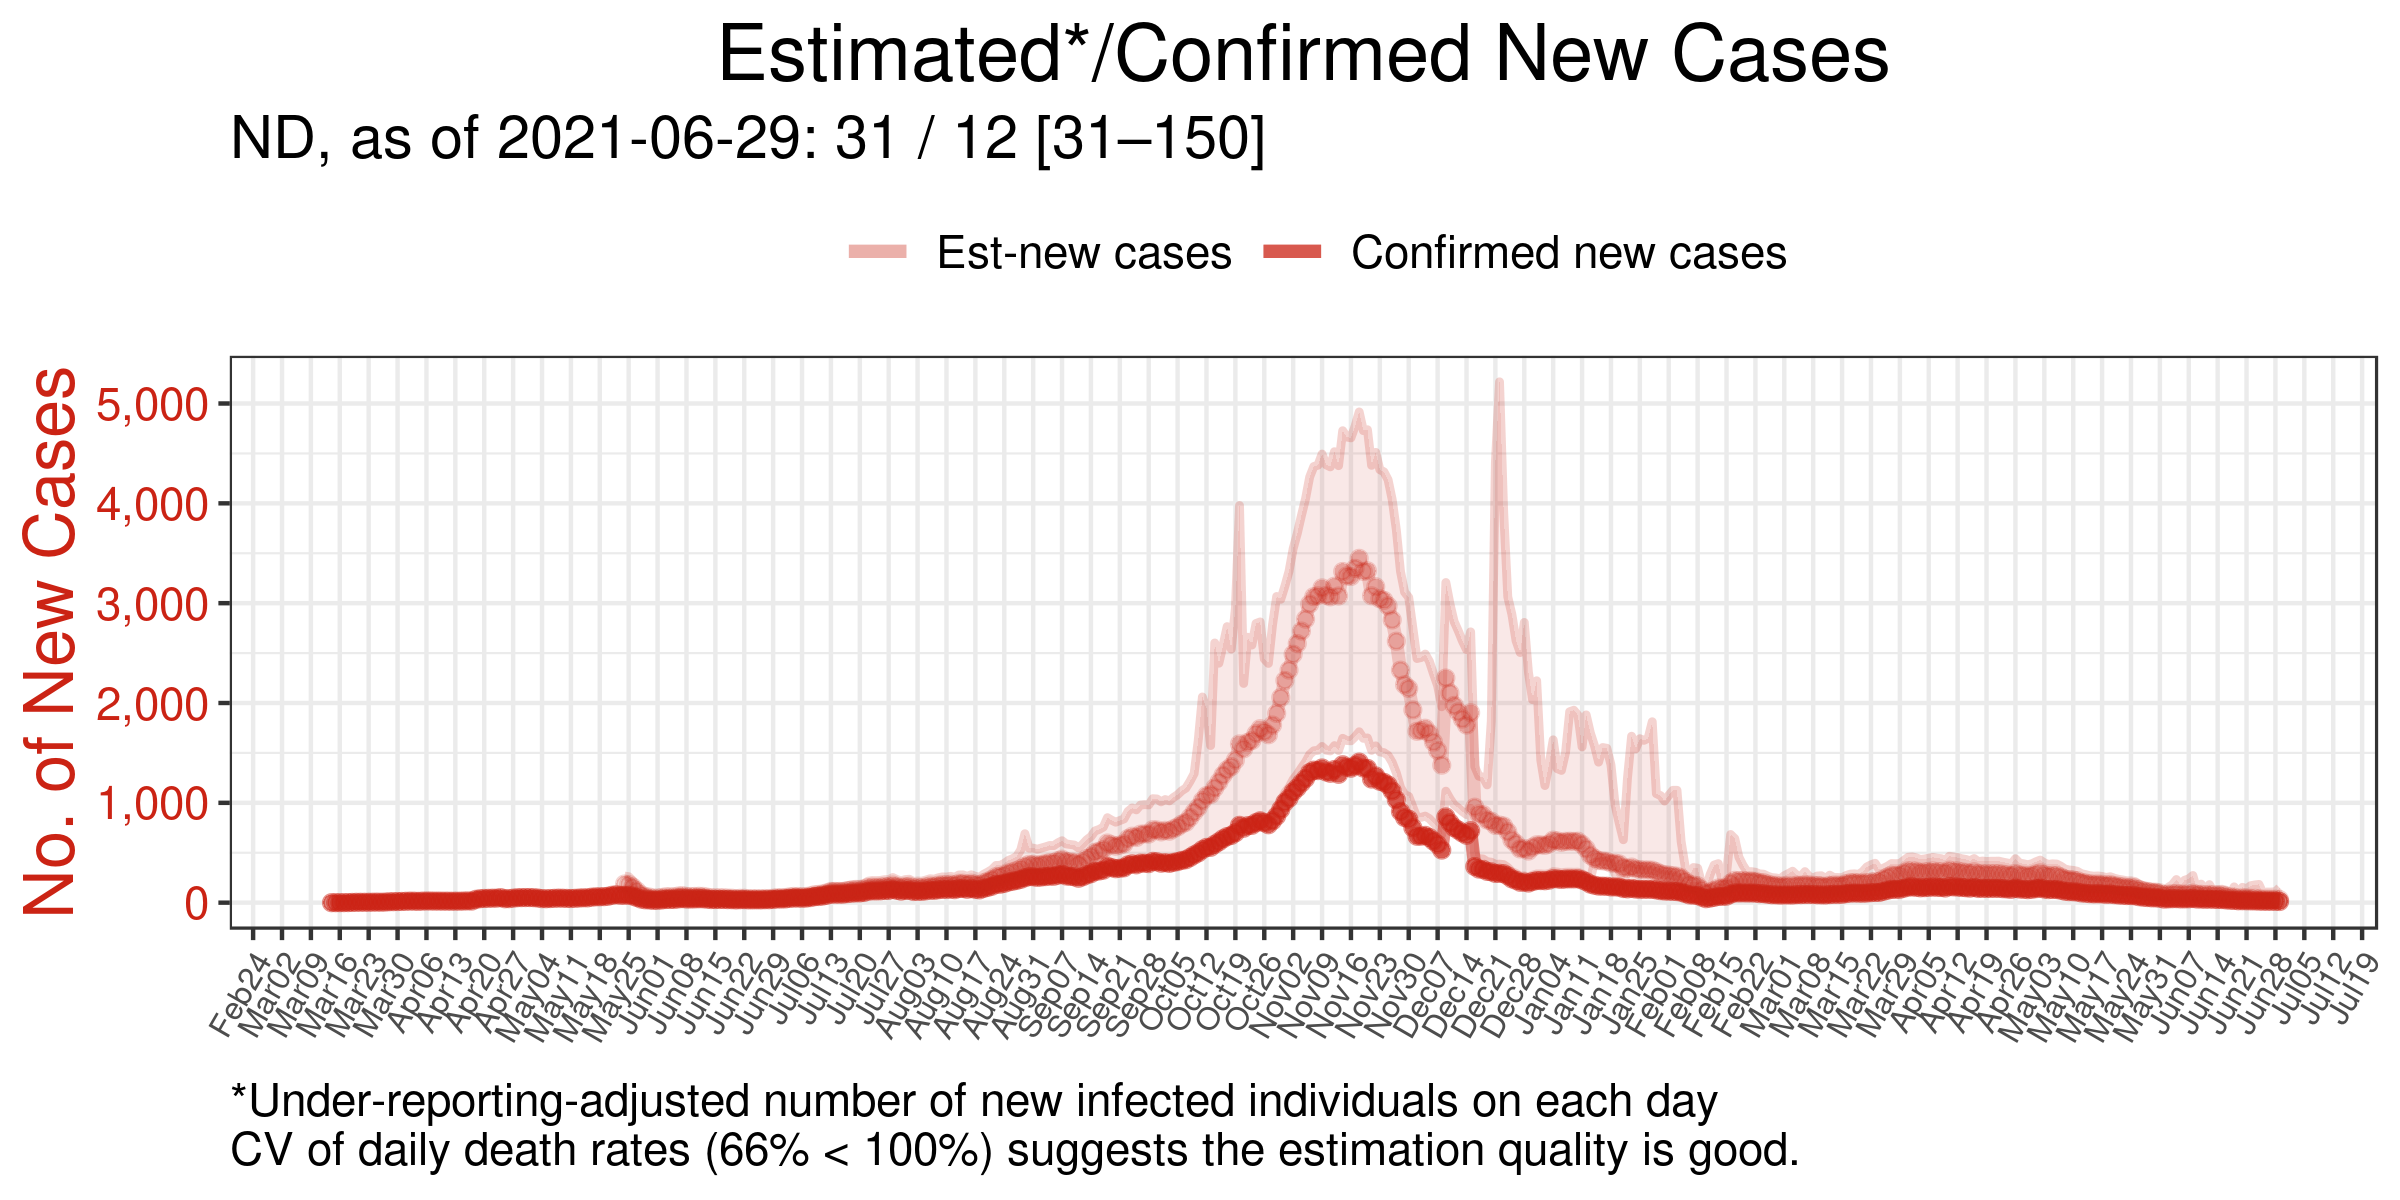 Estimated*/Confirmed New Cases
ND, as of 2021-06-29: 31 / 12 [31–150]
Est-new cases Confirmed new cases
No. of New Cases
5,000
4,000
3,000
2,000
1,000
0
Feb24 Mar02 Mar09 Mar16 Mar23 Mar30 Apr06 Apr13 Apr20 Apr27 May04 May11 May18 May25 Jun01 Jun08 Jun15 Jun22 Jun29 Jul06 Jul13 Jul20 Jul27 Aug03 Aug10 Aug17 Aug24 Aug31 Sep07 Sep14 Sep21 Sep28 Oct05 Oct12 Oct19 Oct26 Nov02 Nov09 Nov16 Nov23 Nov30 Dec07 Dec14 Dec21 Dec28 Jan04 Jan11 Jan18 Jan25 Feb01 Feb08 Feb15 Feb22 Mar01 Mar08 Mar15 Mar22 Mar29 Apr05 Apr12 Apr19 Apr26 May03 May10 May17 May24 May31 Jun07 Jun14 Jun21 Jun28 Jul05 Jul12 Jul19
*Under-reporting-adjusted number of new infected individuals on each day
CV of daily death rates (66% < 100%) suggests the estimation quality is good.